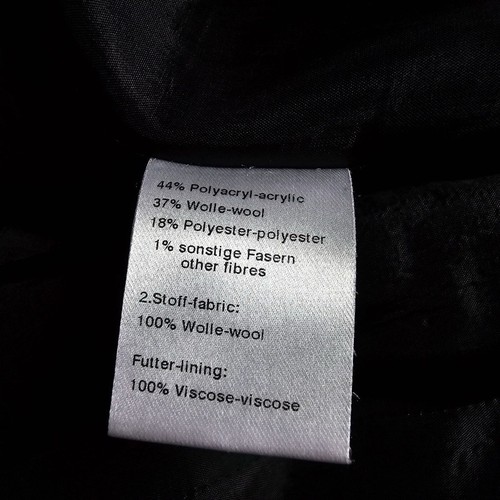 44% Polyacryl-acrylic
37% Wolle-wool
18% Polyester-polyester
1% sonstige Fasern
other fibres
2.Stoff-fabric:
100% Wolle-wool
Futter-lining:
100% Viscose-viscose